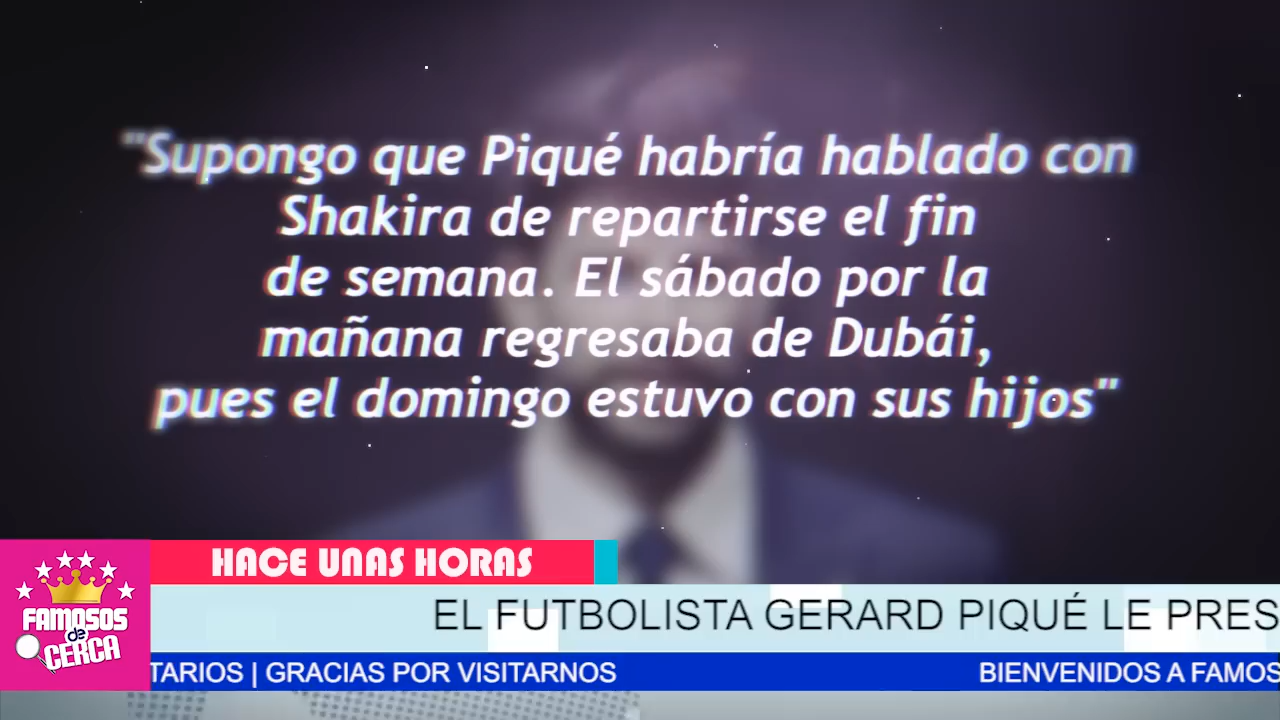 "Supongo que Piqué habría hablado con
Shakira de repartirse el fin
de semana. El sábado por la
mañana regresaba de Dubái,
pues el domingo estuvo con sus hijos"
HACE UNAS HORAS
FAMOSOS
de
CERCA
EL FUTBOLISTA GERARD PIQUÉ LE PRES
TARIOS | GRACIAS POR VISITARNOS
BIENVENIDOS A FAMOS